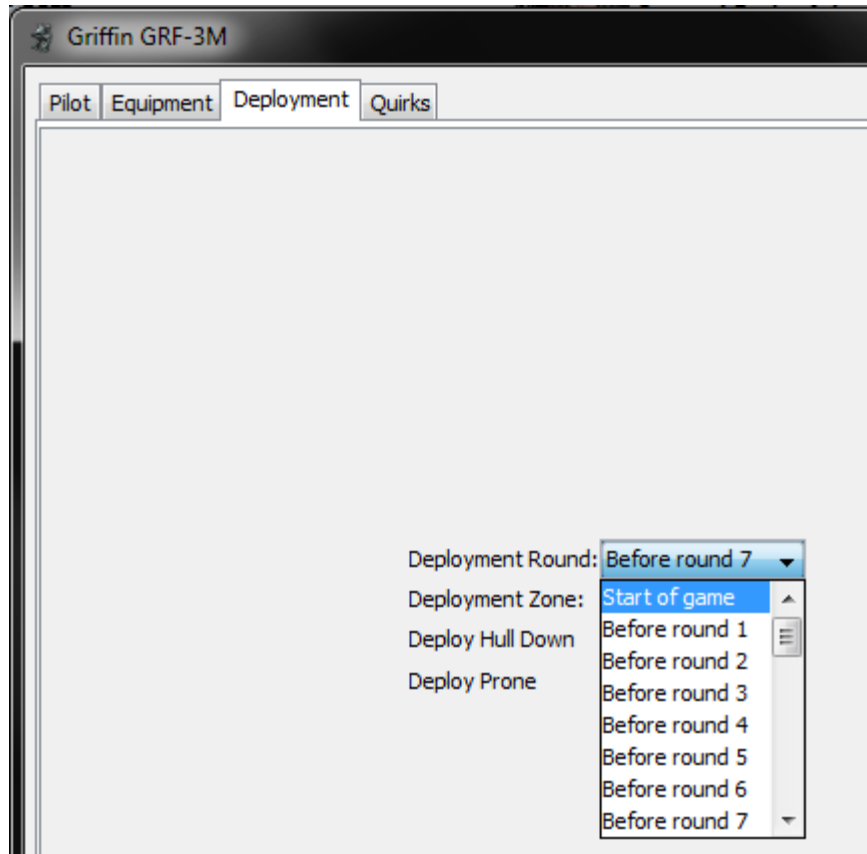 Griffin GRF-3M
Pilot Equipment Deployment Quirks
Deployment Round: Before round 7
Deployment Zone: Start of game
Deploy Hull Down Before round 1
Before round 2
Deploy Prone Before round 3
Before round 4
Before round 5
Before round 6
Before round 7